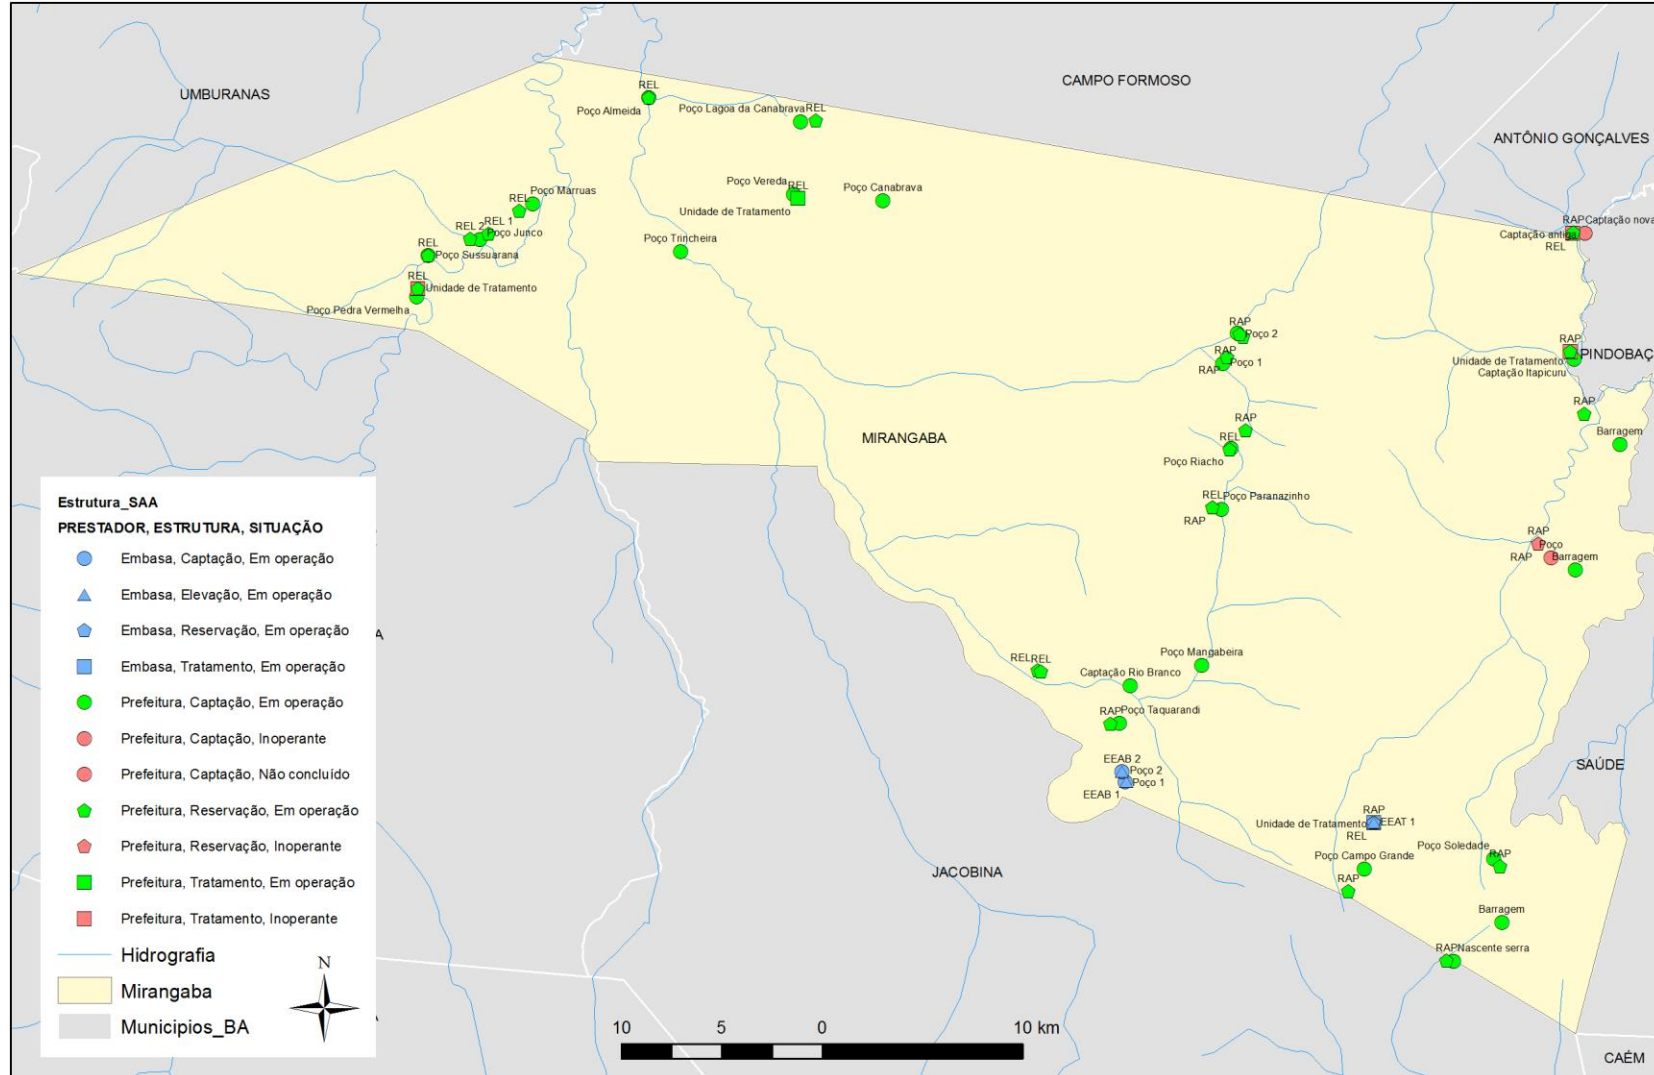 UMBURANAS
CAMPO FORMOSO
ANTÔNIO GONÇALVES
REL
Poço Almeida
Poço Lagoa da Canabrava
REL
Poço Vereda
REL
Unidade de Tratamento
Poço Canabrava
REL
Poço Marruas
REL 2
REL 1
Poço Junco
REL
Poço Sussuarana
REL
Unidade de Tratamento
Poço Pedra Vermelha
Poço Trincheira
RAP
Captação nova
Captação antiga
REL
RAP
Poço 2
RAP
Poço 1
RAP
RAP
PINDOBAÇ
Unidade de Tratamento
Captação Itapicuru
RAP
Barragem
MIRANGABA
RAP
REL
Poço Riacho
REL
Poço Paranazinho
RAP
RAP
Poço
RAP
Barragem
REL
REL
Poço Mangabeira
Captação Rio Branco
RAP
Poço Taquarandi
EEAB 2
Poço 2
Poço 1
EEAB 1
SAÚDE
RAP
Unidade de Tratamento
EEAT 1
REL
Poço Campo Grande
RAP
Poço Soledade
RAP
JACOBINA
Barragem
RAP
Nascente serra
CAÉM
A
Estrutura_SAA
PRESTADOR, ESTRUTURA, SITUAÇÃO
Embasa, Captação, Em operação
Embasa, Elevação, Em operação
Embasa, Reservação, Em operação
Embasa, Tratamento, Em operação
Prefeitura, Captação, Em operação
Prefeitura, Captação, Inoperante
Prefeitura, Captação, Não concluído
Prefeitura, Reservação, Em operação
Prefeitura, Reservação, Inoperante
Prefeitura, Tratamento, Em operação
Prefeitura, Tratamento, Inoperante
Hidrografia
Mirangaba
Municipios_BA
N
10 5 0 10 km